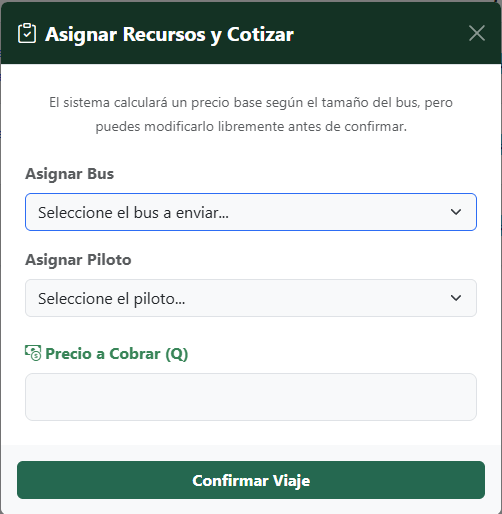 Asignar Recursos y Cotizar
El sistema calculará un precio base según el tamaño del bus, pero
puedes modificarlo libremente antes de confirmar.
Asignar Bus
Seleccione el bus a enviar...
Asignar Piloto
Seleccione el piloto...
Precio a Cobrar (Q)
Confirmar Viaje